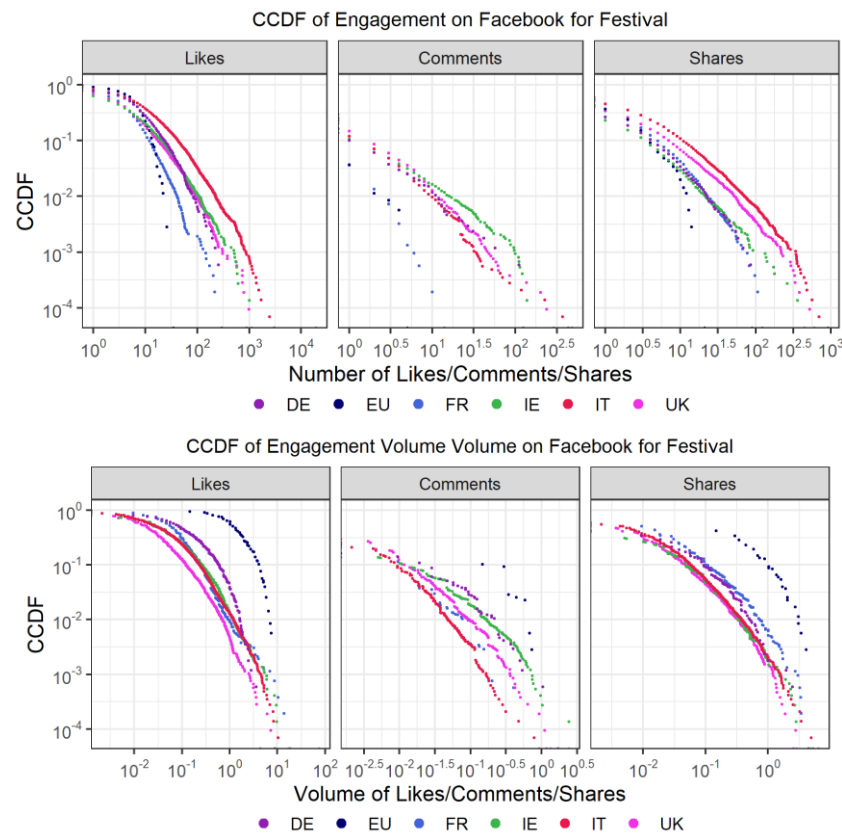 CCDF of Engagement on Facebook for Festival
Likes Comments Shares
CCDF
10^0
10^-1
10^-2
10^-3
10^-4
10^0 10^1 10^2 10^3 10^4 10^0 10^0.5 10^1 10^1.5 10^2 10^2.5 10^0 10^0.5 10^1 10^1.5 10^2 10^2.5 10^3
Number of Likes/Comments/Shares
DE EU FR IE IT UK
CCDF of Engagement Volume Volume on Facebook for Festival
Likes Comments Shares
CCDF
10^0
10^-1
10^-2
10^-3
10^-4
10^-2 10^-1 10^0 10^1 10^2 10^-2.5 10^-2 10^-1.5 10^-1 10^-0.5 10^0 10^0.5 10^-2 10^-1 10^0
Volume of Likes/Comments/Shares
DE EU FR IE IT UK